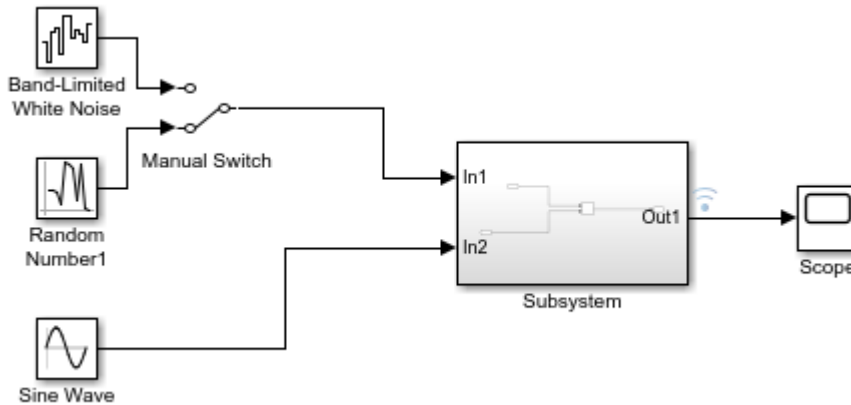 Band-Limited
White Noise
Manual Switch
Random
Number1
In1
In2
Out1
Subsystem
Scope
Sine Wave